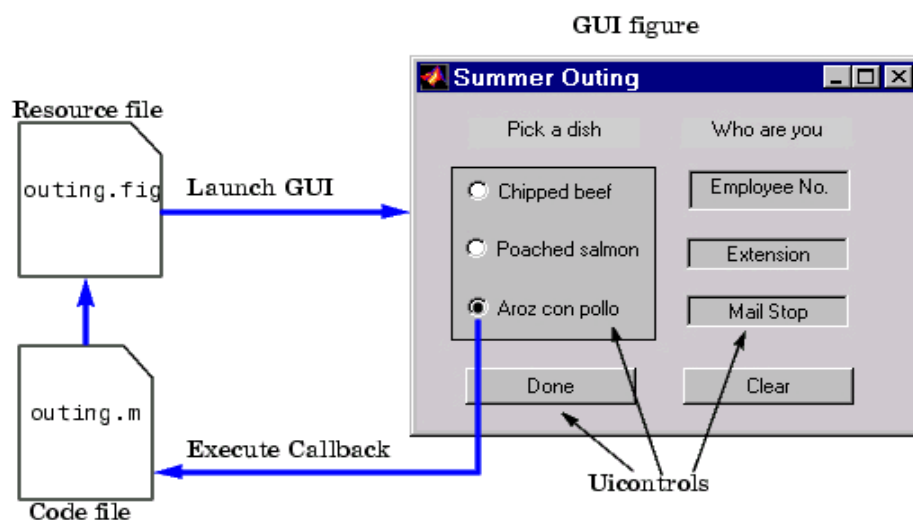 GUI figure
Summer Outing
Resource file
outing.fig
Launch GUI
Pick a dish
Who are you
Chipped beef
Employee No.
Poached salmon
Extension
Aroz con pollo
Mail Stop
Done
Clear
outing.m
Execute Callback
Uicontrols
Code file